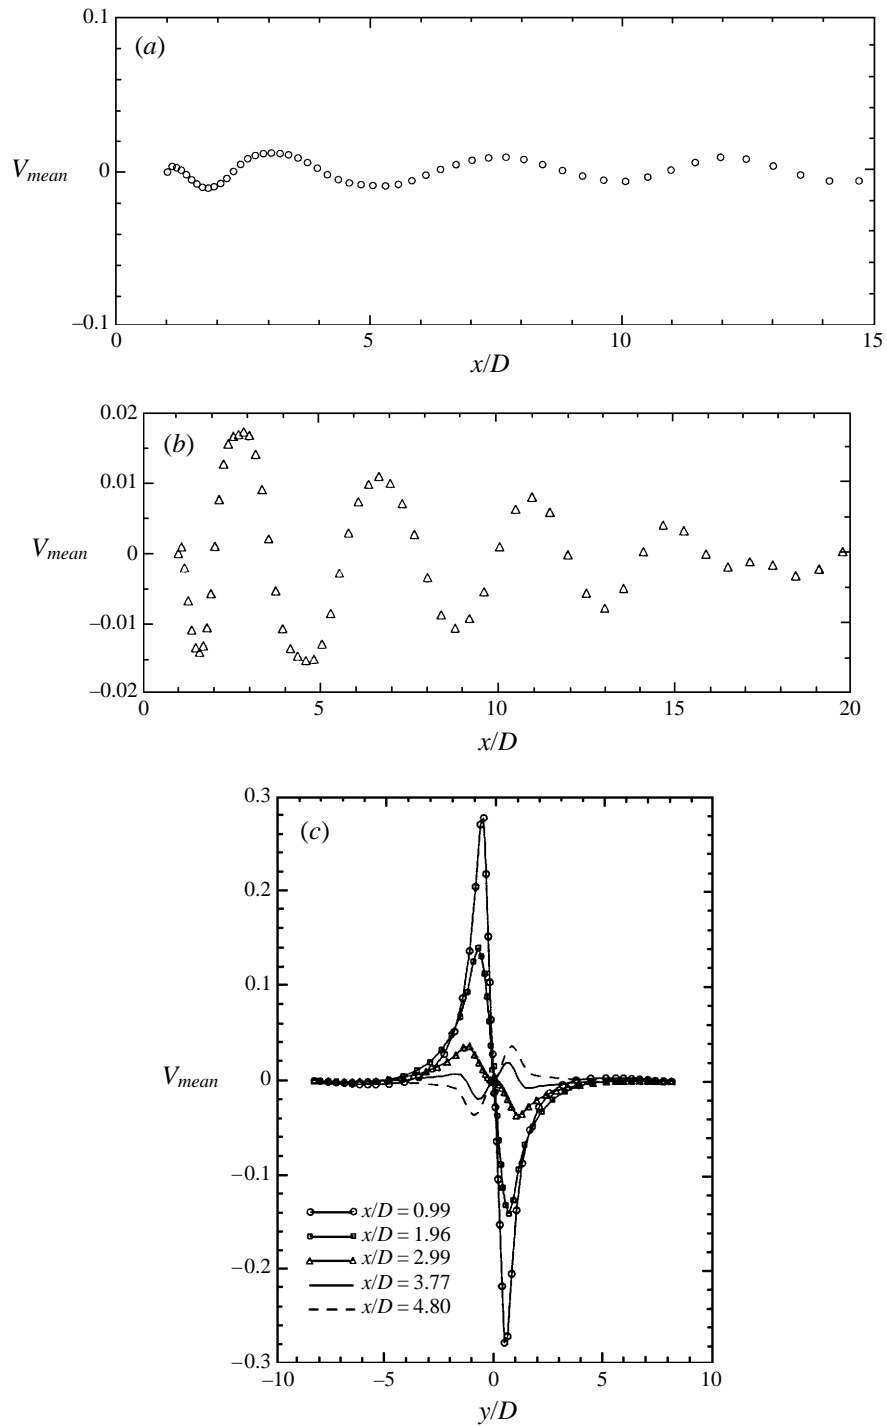 0.1
(a)
V_mean
0
–0.1
0
5
10
15
x/D
0.02
(b)
0.01
V_mean
0
–0.01
–0.02
0
5
10
15
20
x/D
0.3
(c)
0.2
0.1
V_mean
0
–0.1
x/D = 0.99
x/D = 1.96
–0.2
x/D = 2.99
x/D = 3.77
x/D = 4.80
–0.3
–10
–5
0
5
10
y/D